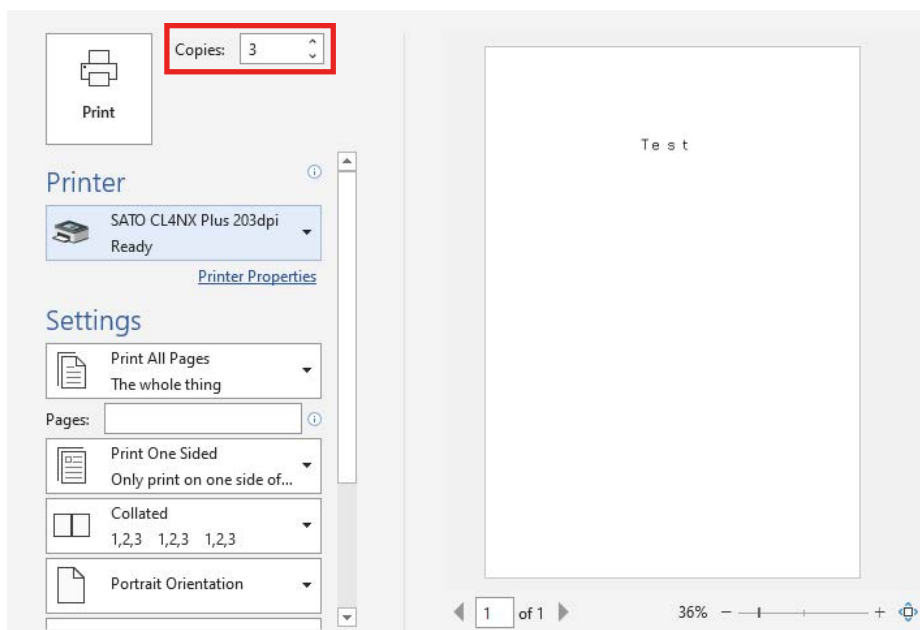 Copies: 3
Print
Printer
SATO CL4NX Plus 203dpi
Ready
Printer Properties
Settings
Print All Pages
The whole thing
Pages:
Print One Sided
Only print on one side of...
Collated
1,2,3 1,2,3 1,2,3
Portrait Orientation
Test
1 of 1
36%